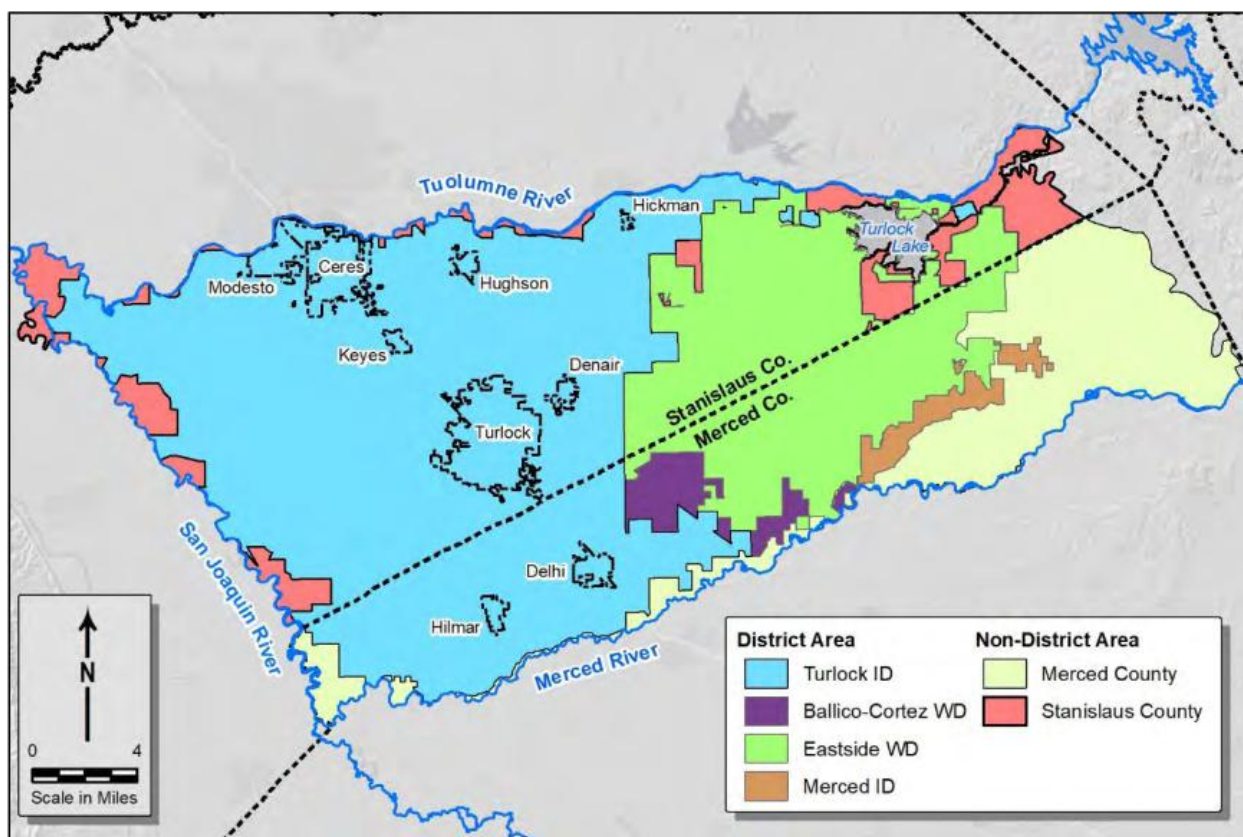 Tuolumne River
Hickman
Turlock
Lake
Ceres
Modesto
Hughson
Keyes
Denair
Stanislaus Co.
Merced Co.
Turlock
San Joaquin River
Delhi
Hilmar
Merced River
N
0 4
Scale in Miles
District Area
Turlock ID
Ballico-Cortez WD
Eastside WD
Merced ID
Non-District Area
Merced County
Stanislaus County